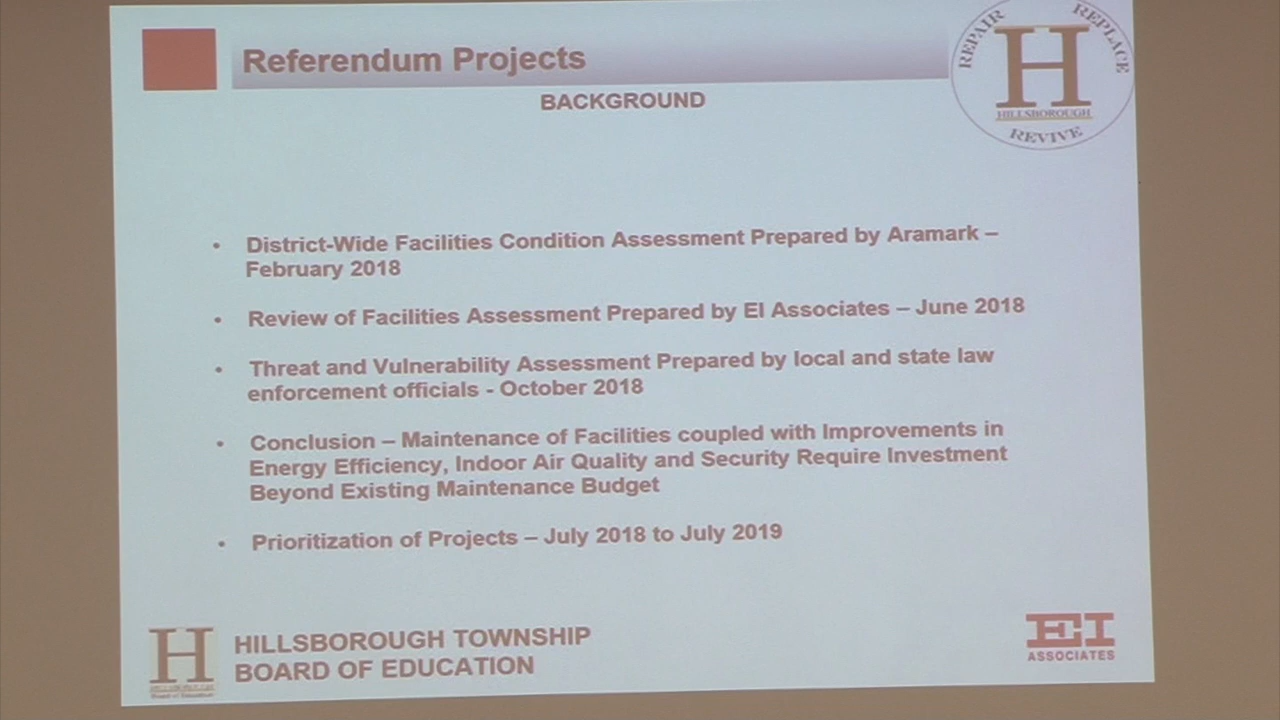 Referendum Projects
BACKGROUND
REPAIR
REPLACE
H
HILLSBOROUGH
REVIVE
• District-Wide Facilities Condition Assessment Prepared by Aramark –
February 2018
• Review of Facilities Assessment Prepared by EI Associates – June 2018
• Threat and Vulnerability Assessment Prepared by local and state law
enforcement officials - October 2018
• Conclusion – Maintenance of Facilities coupled with Improvements in
Energy Efficiency, Indoor Air Quality and Security Require Investment
Beyond Existing Maintenance Budget
• Prioritization of Projects – July 2018 to July 2019
H
Board of Education
HILLSBOROUGH TOWNSHIP
BOARD OF EDUCATION
EI
ASSOCIATES